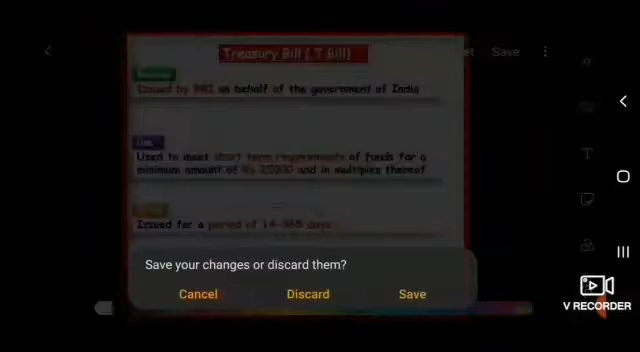 Treasury Bill ( T Bill)
Save
Issued by RBI on behalf of the government of India
Use
Used to meet short term requirements of funds for a
minimum amount of Rs 25000 and in multiples thereof
Issued for a period of 14-365 days
T
Save your changes or discard them?
Cancel
Discard
Save
V RECORDER